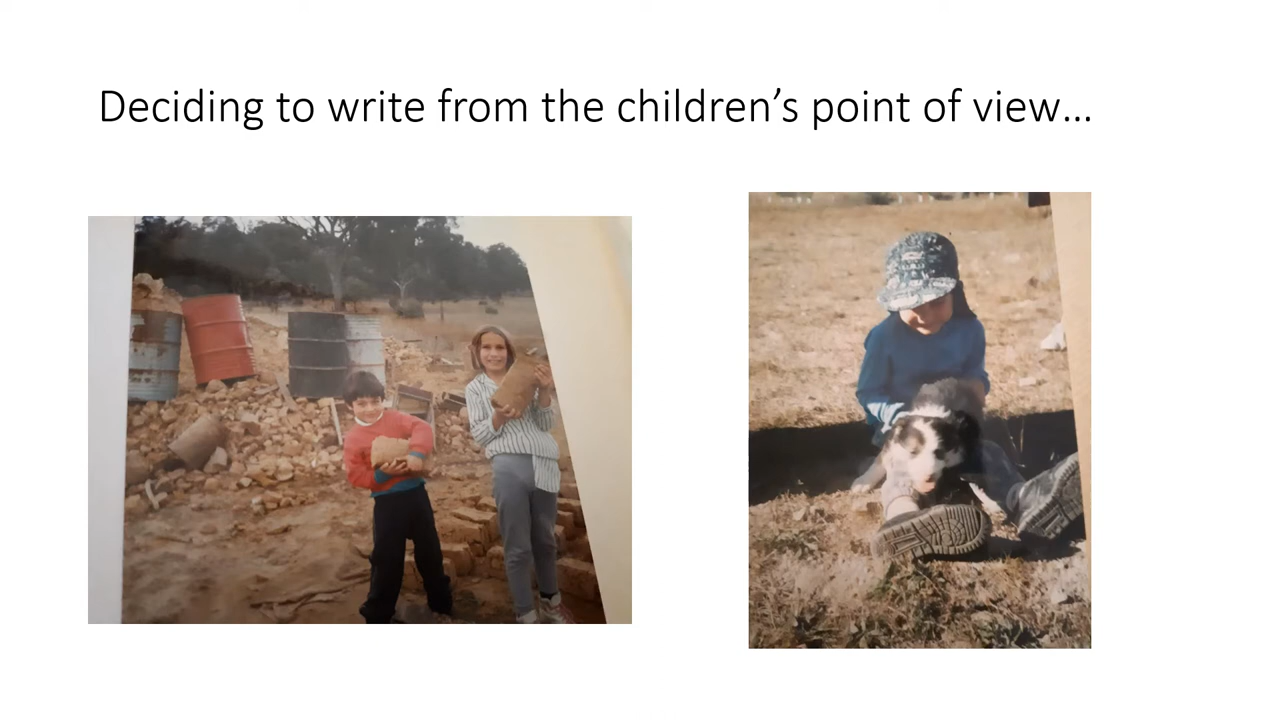 Deciding to write from the children’s point of view…